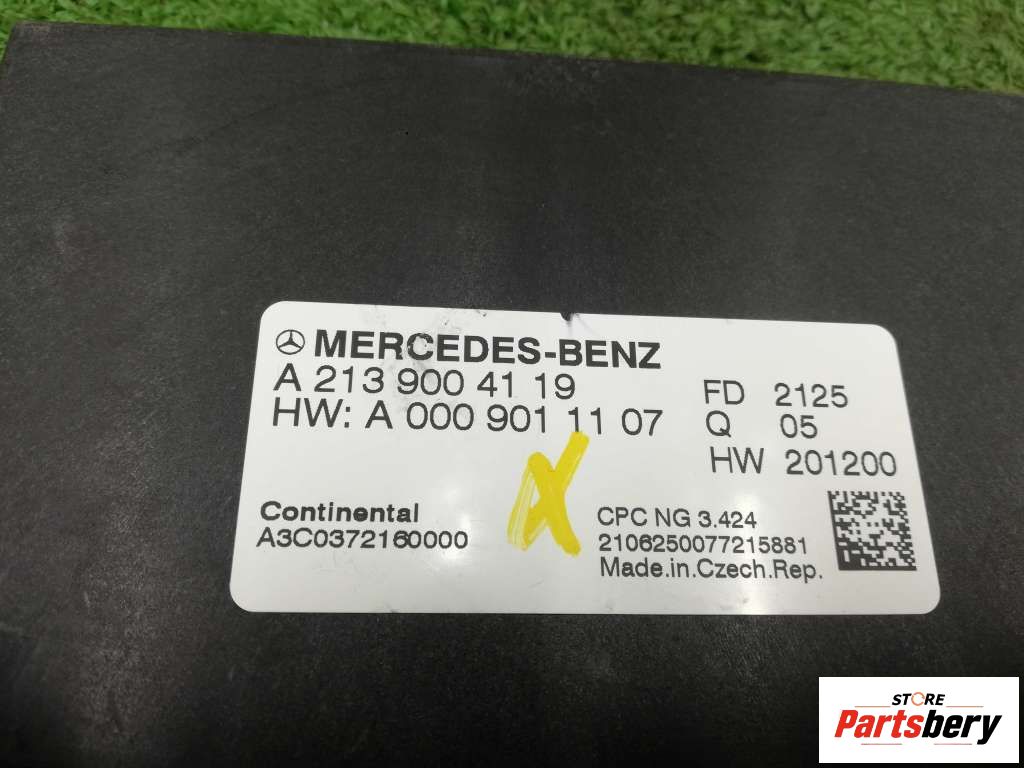 MERCEDES-BENZ
A 213 900 41 19
HW: A 000 901 11 07
FD 2125
Q 05
HW 201200
Continental
A3C0372160000
CPC NG 3.424
2106250077215881
Made.in.Czech.Rep.
STORE
Partsbery